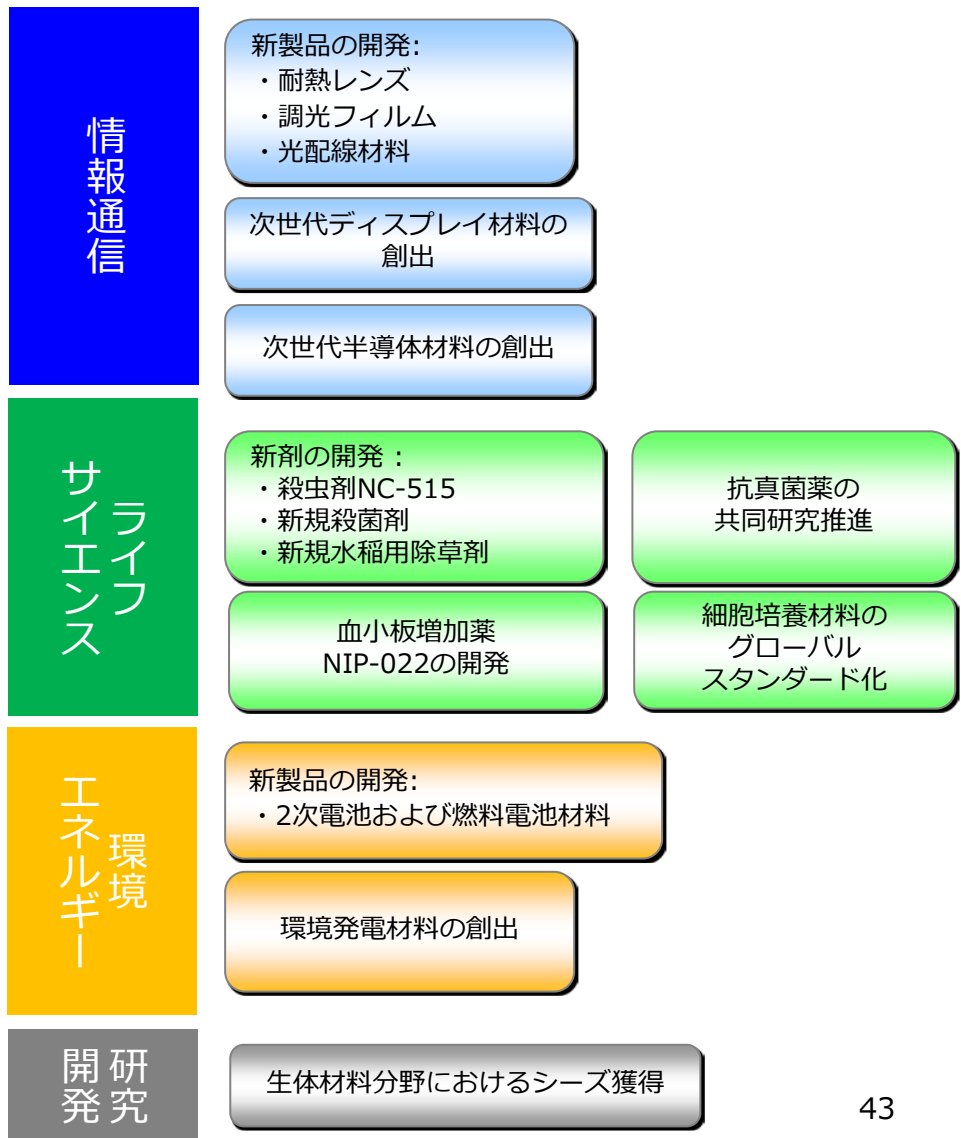 情報通信
新製品の開発:
・耐熱レンズ
・調光フィルム
・光配線材料
次世代ディスプレイ材料の
創出
次世代半導体材料の創出
ライフ
サイエンス
新剤の開発：
・殺虫剤NC-515
・新規殺菌剤
・新規水稲用除草剤
抗真菌薬の
共同研究推進
血小板増加薬
NIP-022の開発
細胞培養材料の
グローバル
スタンダード化
環境
エネルギー
新製品の開発:
・2次電池および燃料電池材料
環境発電材料の創出
研究
開発
生体材料分野におけるシーズ獲得
43